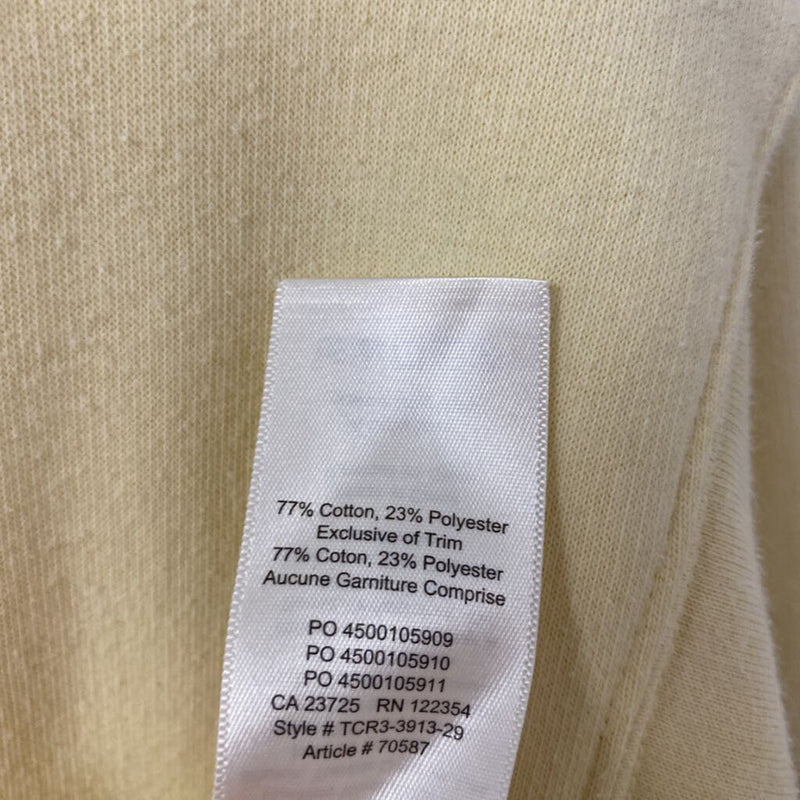 77% Cotton, 23% Polyester
Exclusive of Trim
77% Coton, 23% Polyester
Aucune Garniture Comprise
PO 4500105909
PO 4500105910
PO 4500105911
CA 23725 RN 122354
Style # TCR3-3913-29
Article # 70587